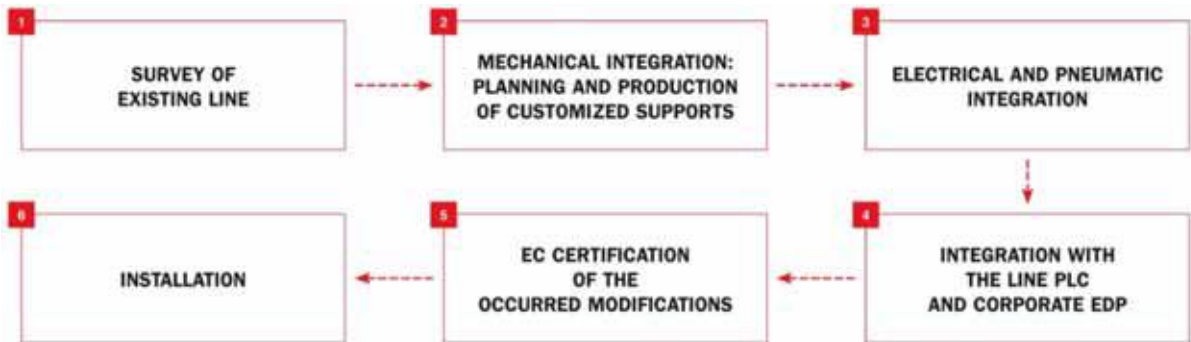 1
SURVEY OF
EXISTING LINE
2
MECHANICAL INTEGRATION:
PLANNING AND PRODUCTION
OF CUSTOMIZED SUPPORTS
3
ELECTRICAL AND PNEUMATIC
INTEGRATION
4
INTEGRATION WITH
THE LINE PLC
AND CORPORATE EDP
5
EC CERTIFICATION
OF THE
OCCURRED MODIFICATIONS
6
INSTALLATION